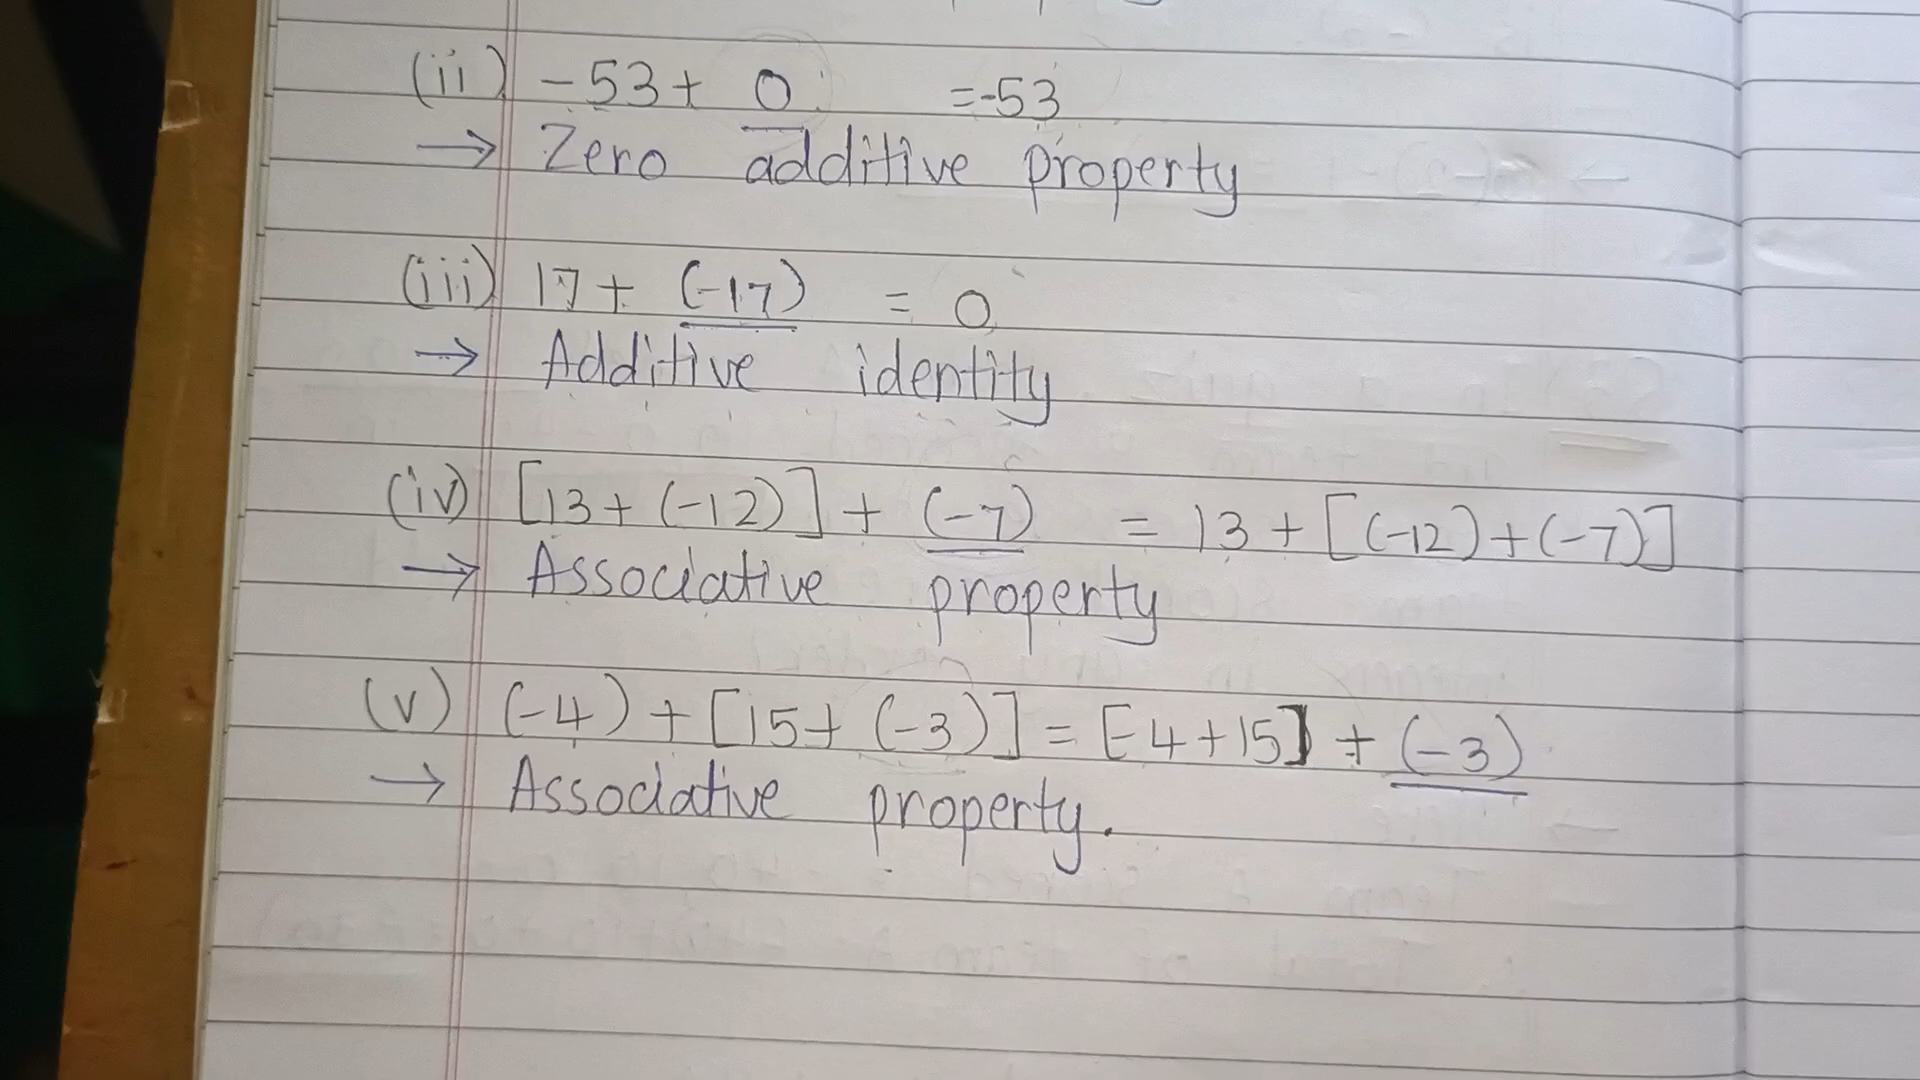 (ii) -53 + 0 = -53
→ Zero additive property
(iii) 17 + (-17) = 0
→ Additive identity
(iv) [13 + (-12)] + (-7) = 13 + [(-12) + (-7)]
→ Associative property
(v) (-4) + [15 + (-3)] = [-4 + 15] + (-3)
→ Associative property.